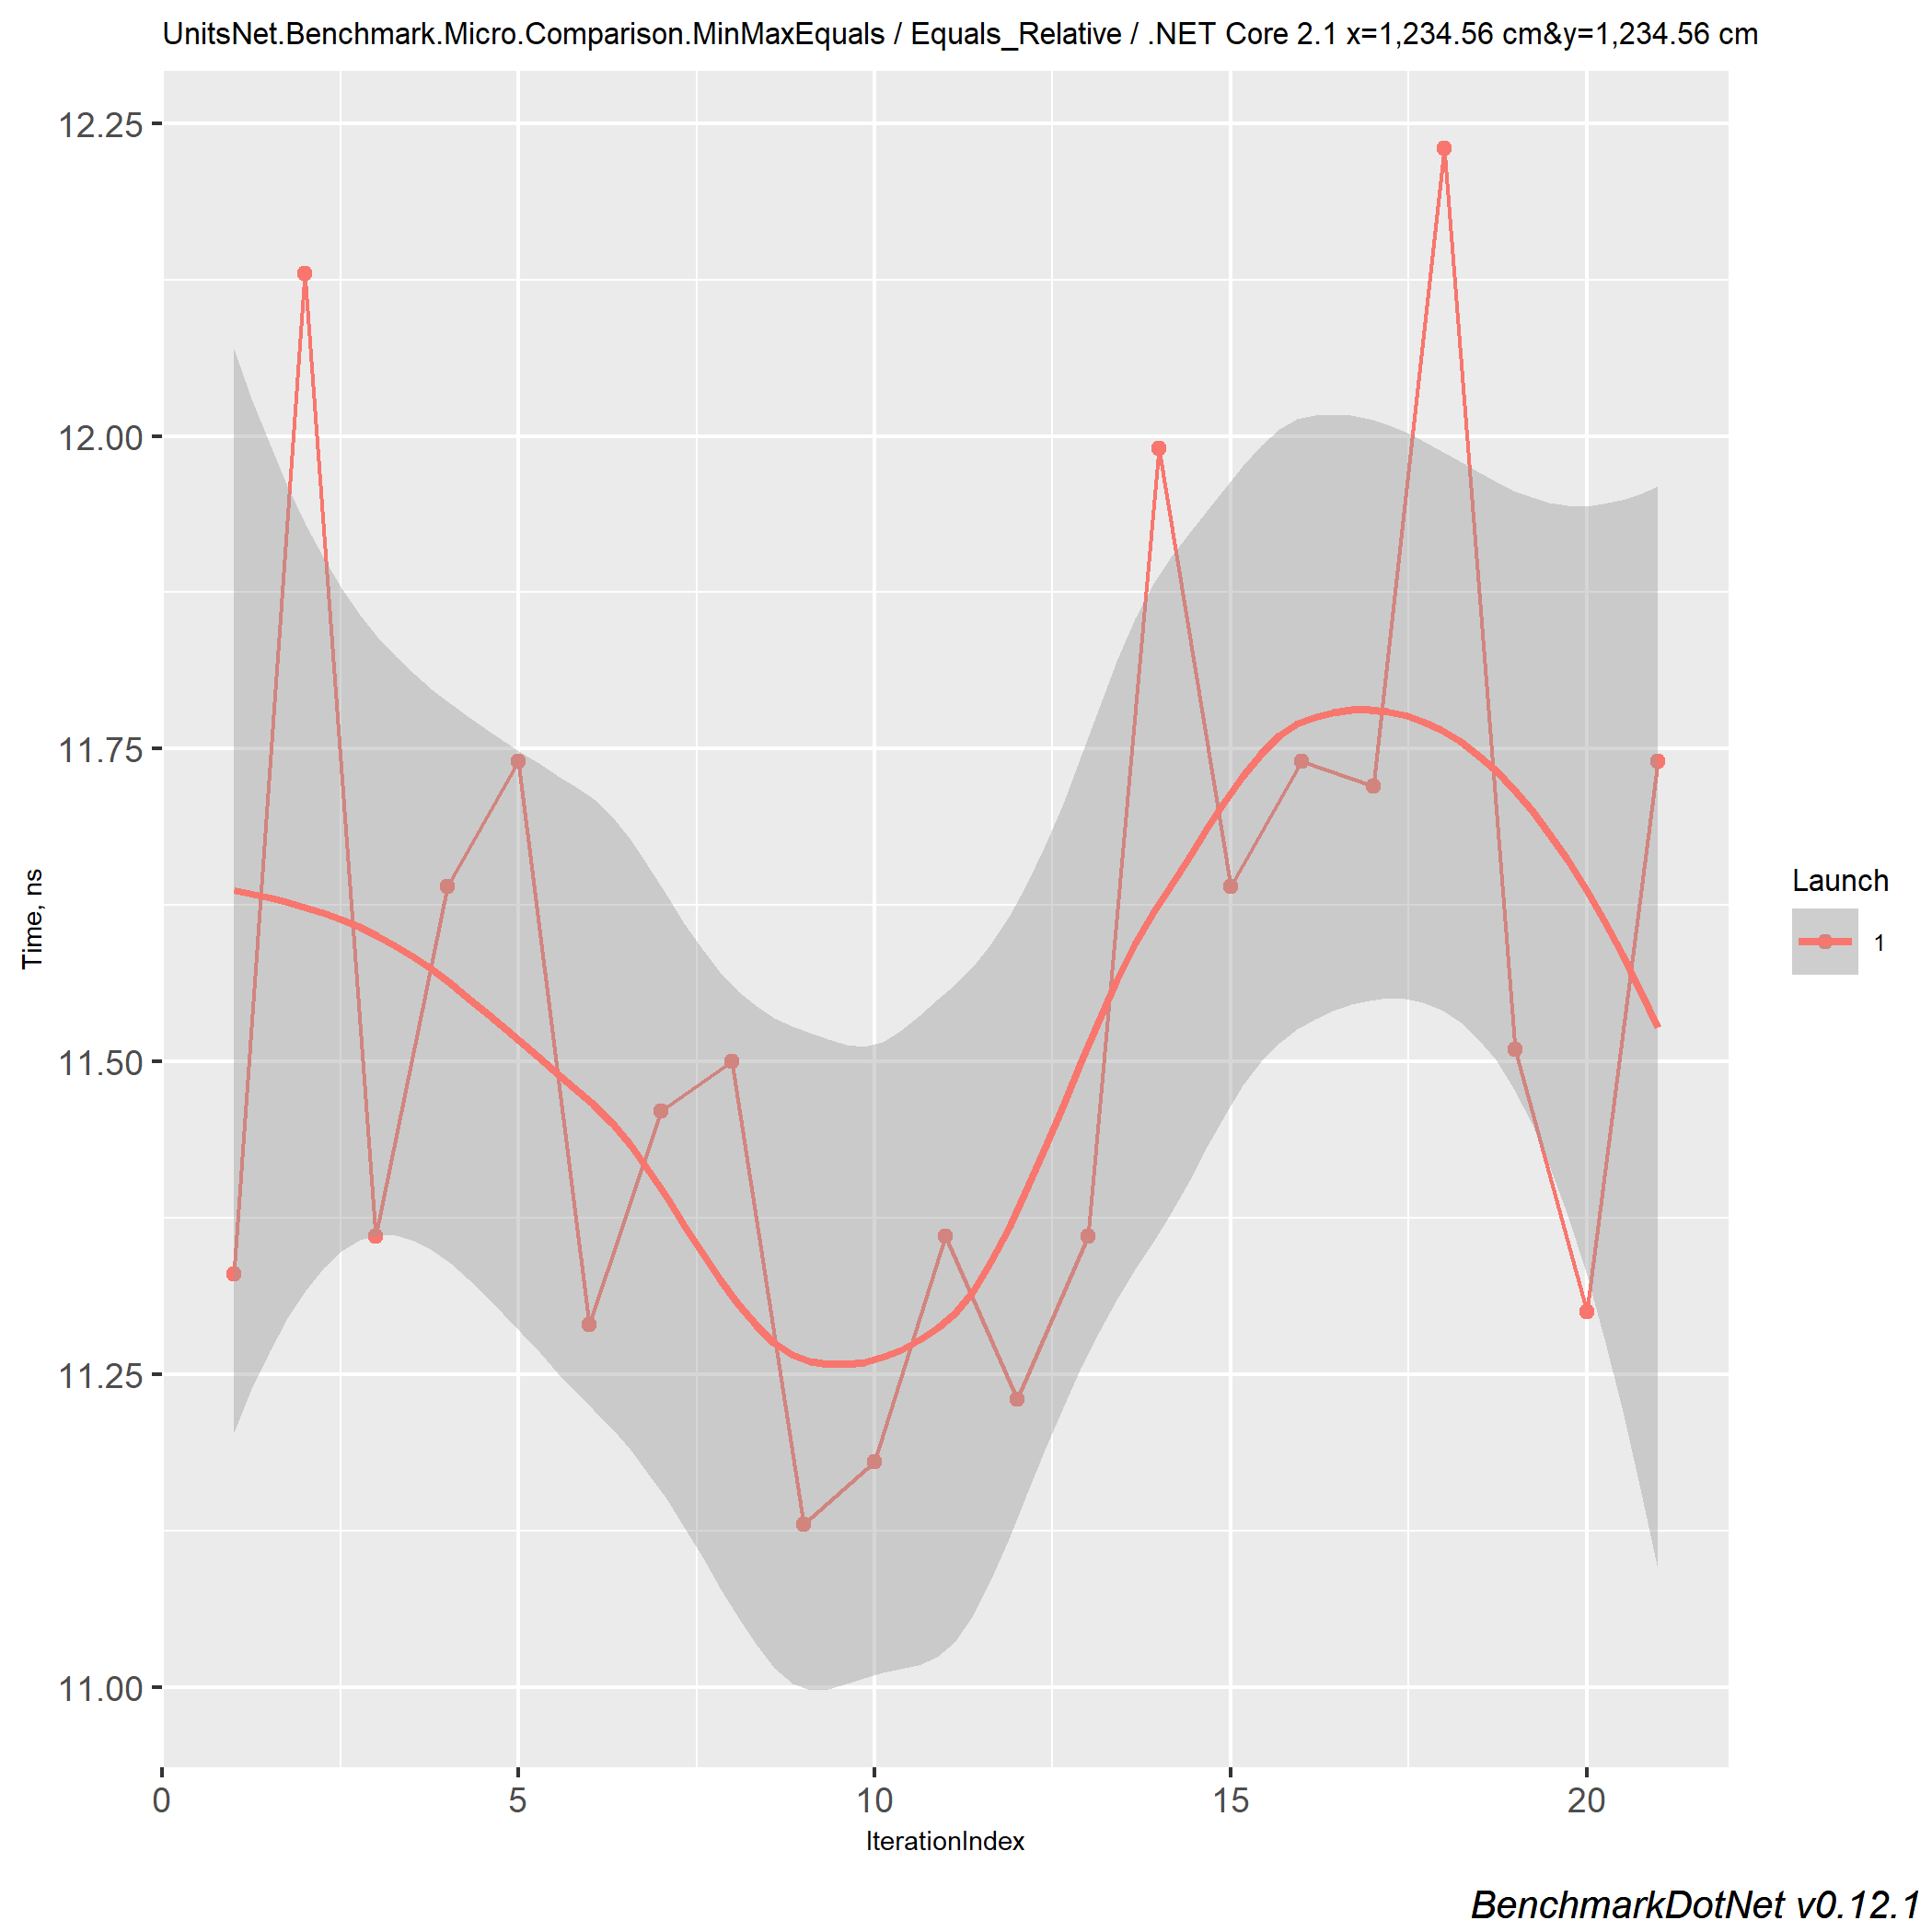 UnitsNet.Benchmark.Micro.Comparison.MinMaxEquals / Equals_Relative / .NET Core 2.1 x=1,234.56 cm&y=1,234.56 cm
12.25
12.00
11.75
11.50
11.25
11.00
Time, ns
0 5 10 15 20
IterationIndex
Launch
1
BenchmarkDotNet v0.12.1